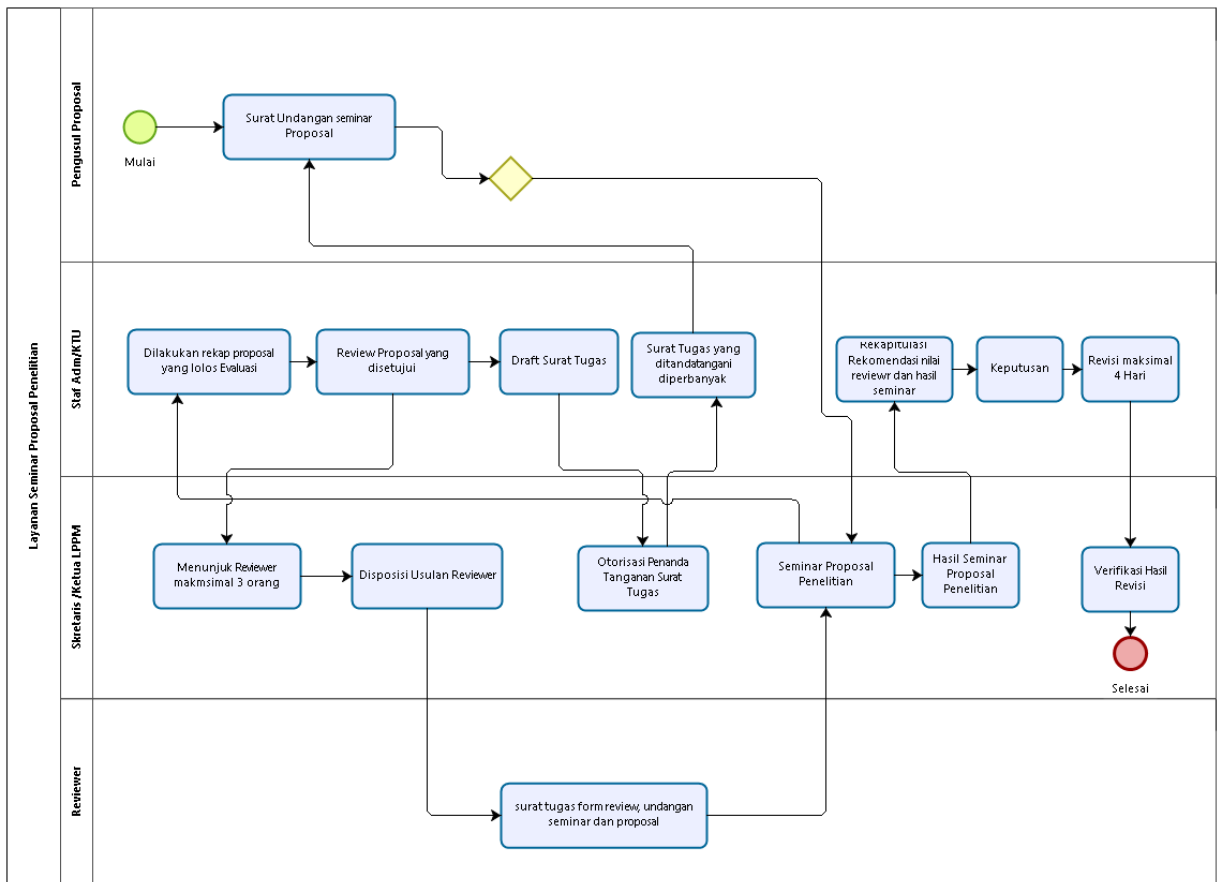 Layanan Seminar Proposal Penelitian
Pengusul Proposal
Mulai
Surat Undangan seminar
Proposal
Staf Adm/KTU
Dilakukan rekap proposal
yang lolos Evaluasi
Review Proposal yang
disetujui
Draft Surat Tugas
Surat Tugas yang
ditandatangani
diperbanyak
Rekapitulasi
Rekomendasi nilai
reviewr dan hasil
seminar
Keputusan
Revisi maksimal
4 Hari
Skretaris /Ketua LPPM
Menunjuk Reviewer
makmsimal 3 orang
Disposisi Usulan Reviewer
Otorisasi Penanda
Tanganan Surat
Tugas
Seminar Proposal
Penelitian
Hasil Seminar
Proposal
Penelitian
Verifikasi Hasil
Revisi
Selesai
Reviewer
surat tugas form review, undangan
seminar dan proposal